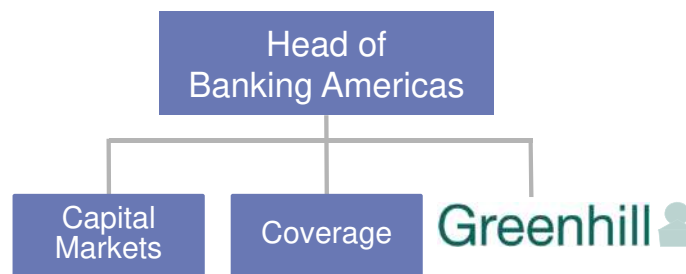 Head of
Banking Americas
Capital
Markets
Coverage
Greenhill